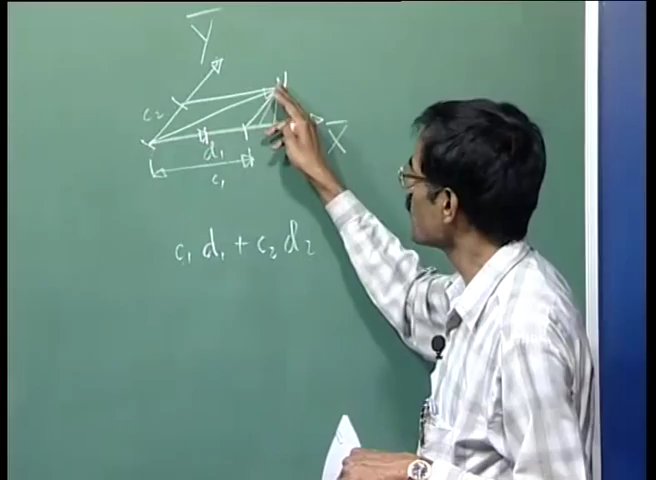 Y̅
c₂
d₁
X̅
c₁
c₁ d₁ + c₂ d₂